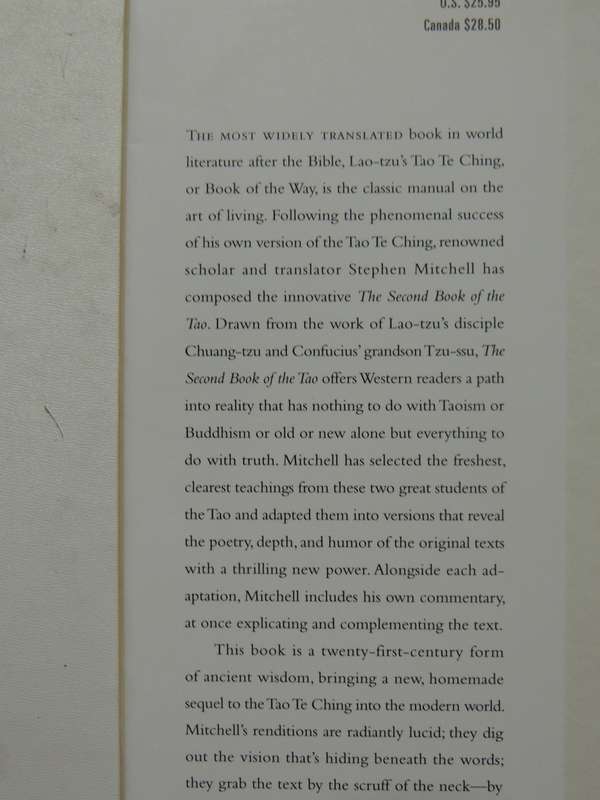 U.S. $25.95
Canada $28.50
THE MOST WIDELY TRANSLATED book in world
literature after the Bible, Lao-tzu's Tao Te Ching,
or Book of the Way, is the classic manual on the
art of living. Following the phenomenal success
of his own version of the Tao Te Ching, renowned
scholar and translator Stephen Mitchell has
composed the innovative The Second Book of the
Tao. Drawn from the work of Lao-tzu's disciple
Chuang-tzu and Confucius' grandson Tzu-ssu, The
Second Book of the Tao offers Western readers a path
into reality that has nothing to do with Taoism or
Buddhism or old or new alone but everything to
do with truth. Mitchell has selected the freshest,
clearest teachings from these two great students of
the Tao and adapted them into versions that reveal
the poetry, depth, and humor of the original texts
with a thrilling new power. Alongside each ad-
aptation, Mitchell includes his own commentary,
at once explicating and complementing the text.
This book is a twenty-first-century form
of ancient wisdom, bringing a new, homemade
sequel to the Tao Te Ching into the modern world.
Mitchell's renditions are radiantly lucid; they dig
out the vision that's hiding beneath the words;
they grab the text by the scruff of the neck—by